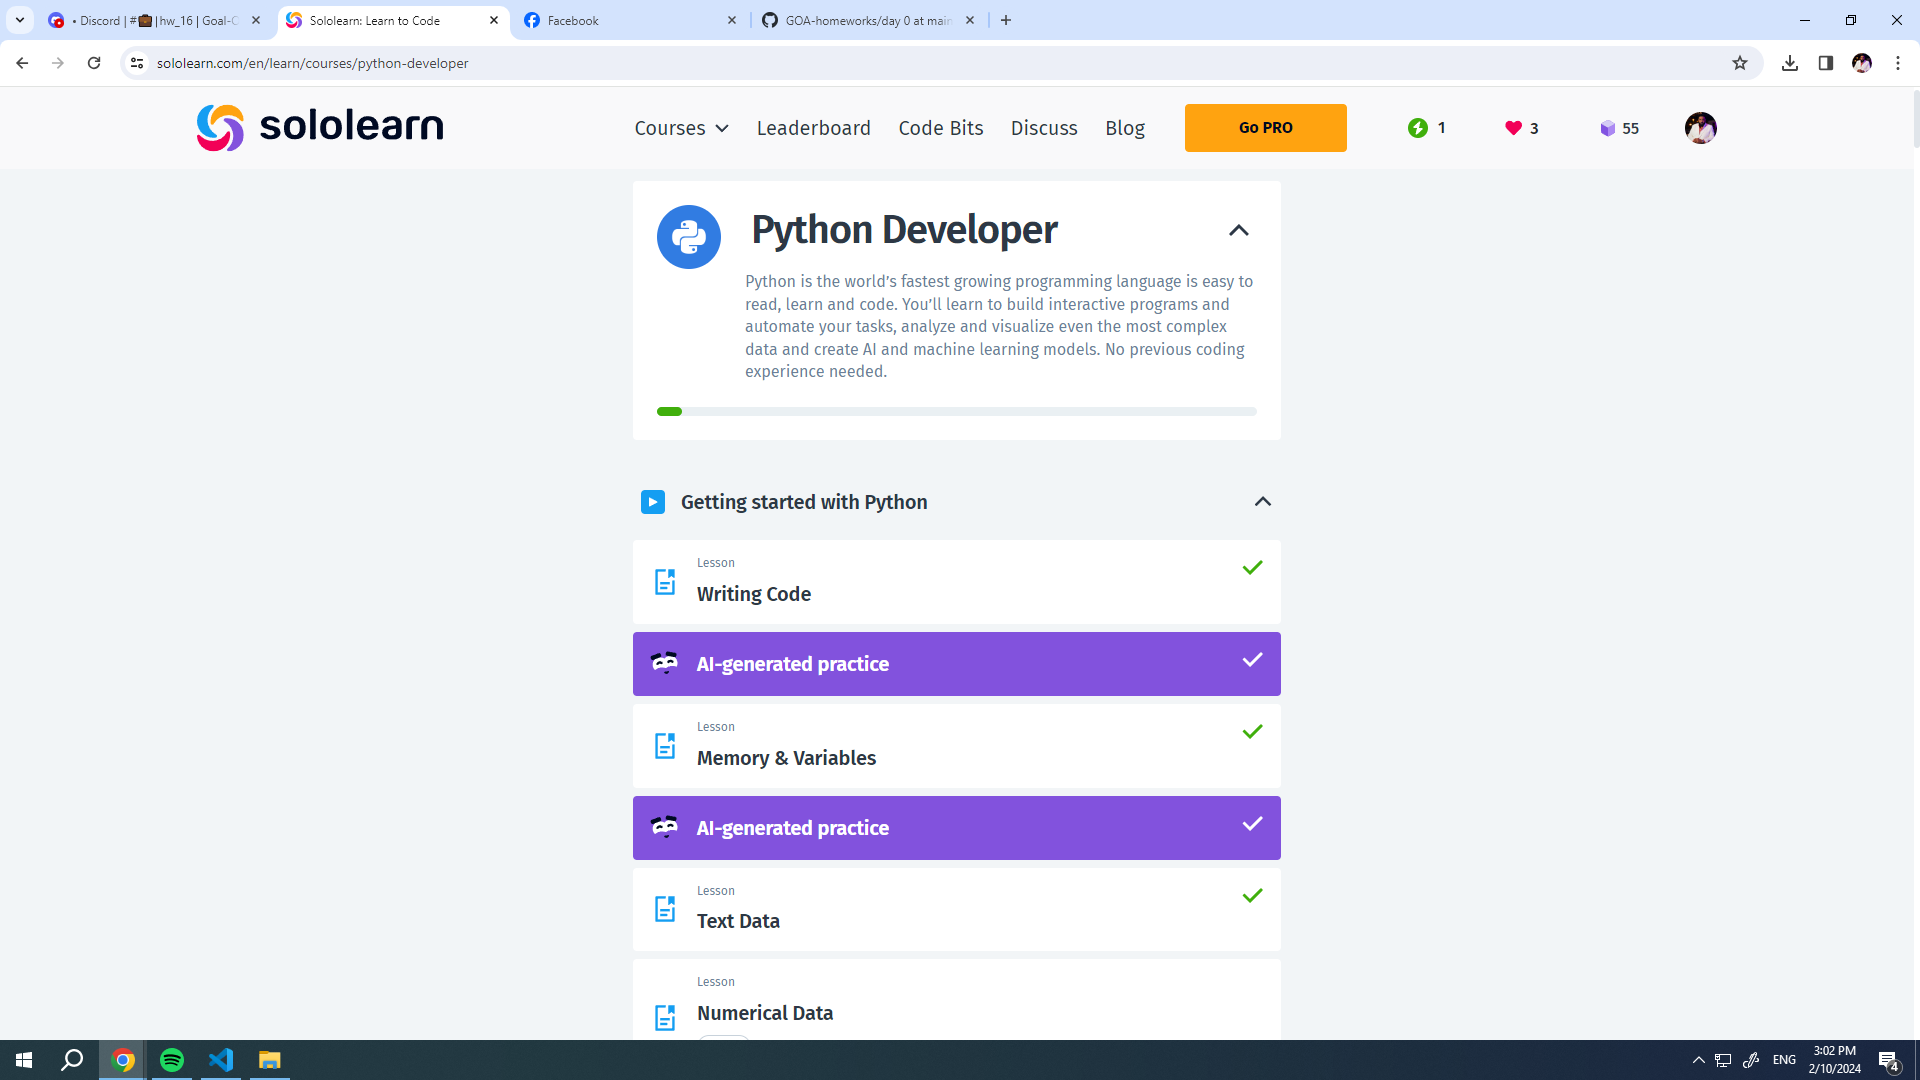 • Discord | #💼|hw_16 | Goal-O
Sololearn: Learn to Code
Facebook
GOA-homeworks/day 0 at main
sololearn.com/en/learn/courses/python-developer
sololearn
Courses
Leaderboard
Code Bits
Discuss
Blog
Go PRO
1
3
55
Python Developer
Python is the world’s fastest growing programming language is easy to
read, learn and code. You’ll learn to build interactive programs and
automate your tasks, analyze and visualize even the most complex
data and create AI and machine learning models. No previous coding
experience needed.
Getting started with Python
Lesson
Writing Code
AI-generated practice
Lesson
Memory & Variables
AI-generated practice
Lesson
Text Data
Lesson
Numerical Data
ENG
3:02 PM
2/10/2024
4